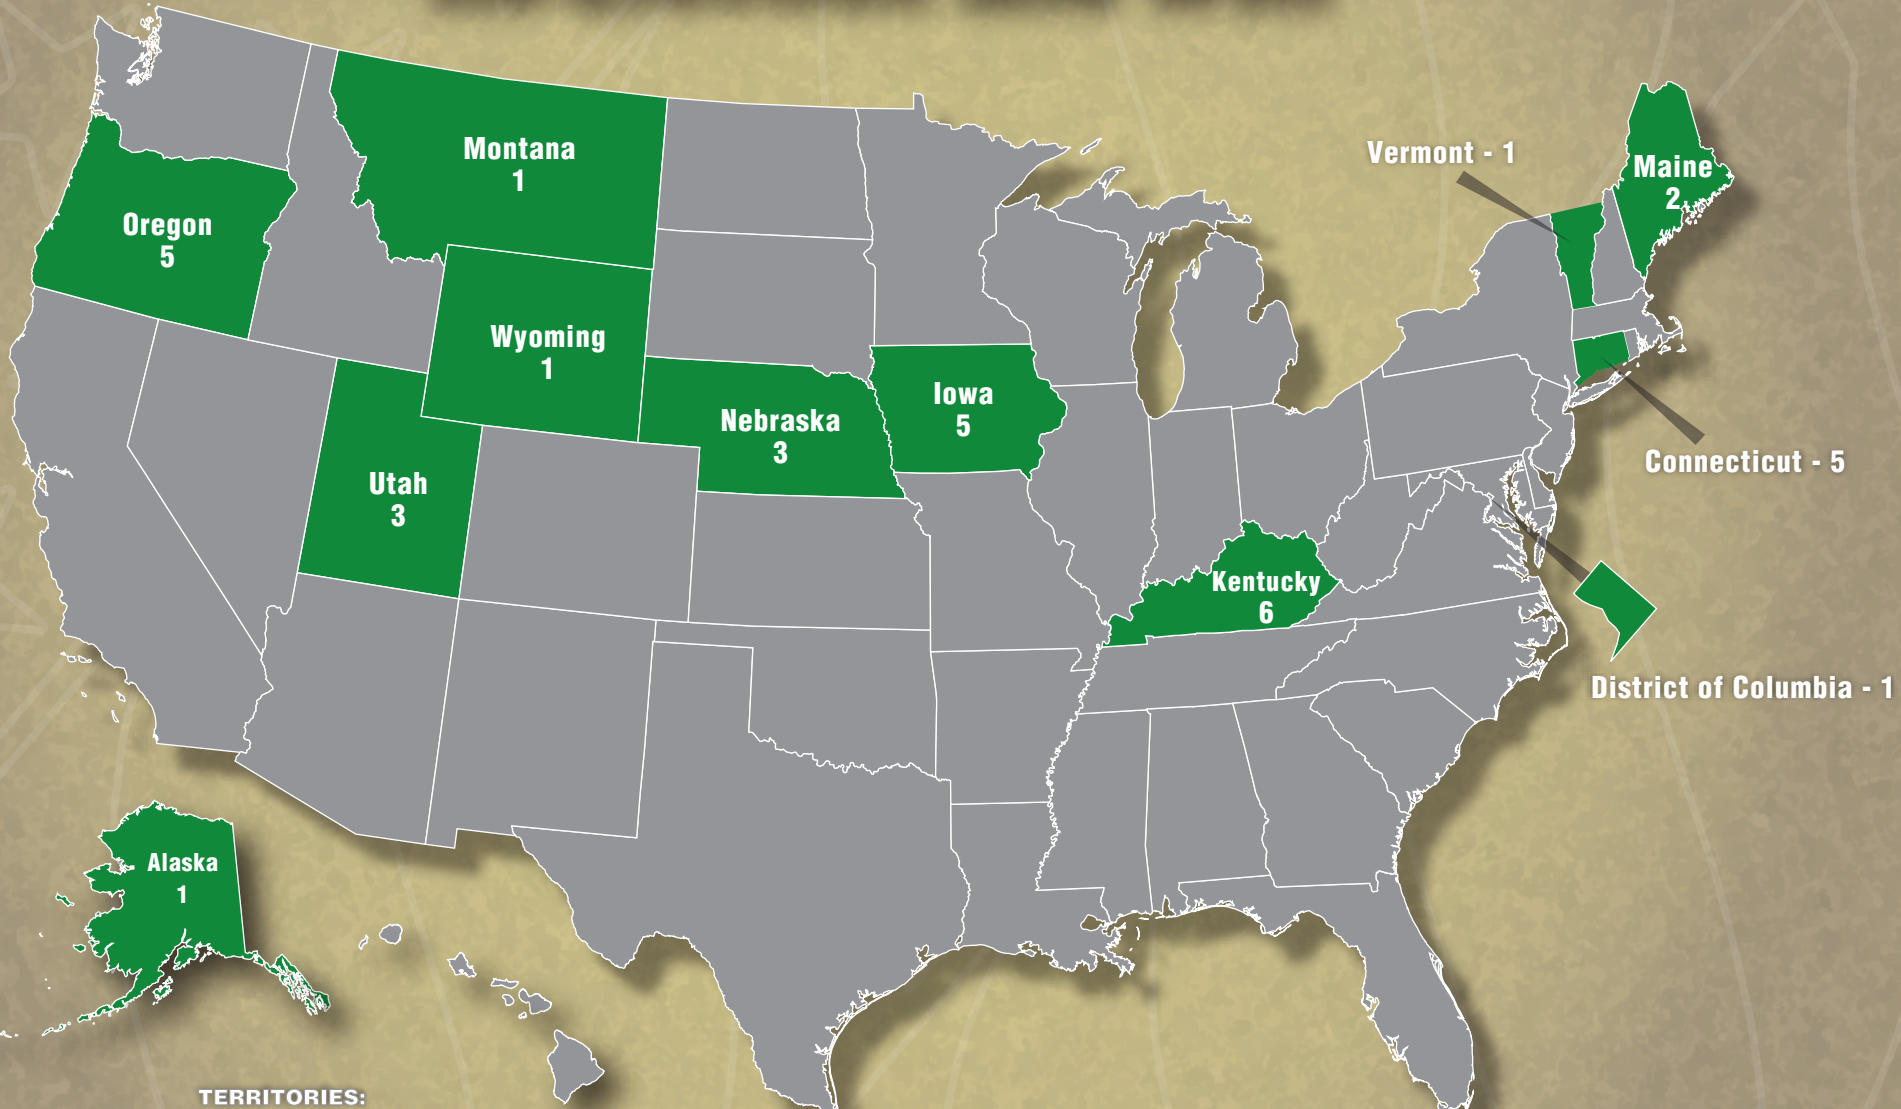 Montana
1
Vermont - 1
Maine
2
Oregon
5
Wyoming
1
Iowa
5
Nebraska
3
Connecticut - 5
Utah
3
Kentucky
6
District of Columbia - 1
Alaska
1
TERRITORIES: